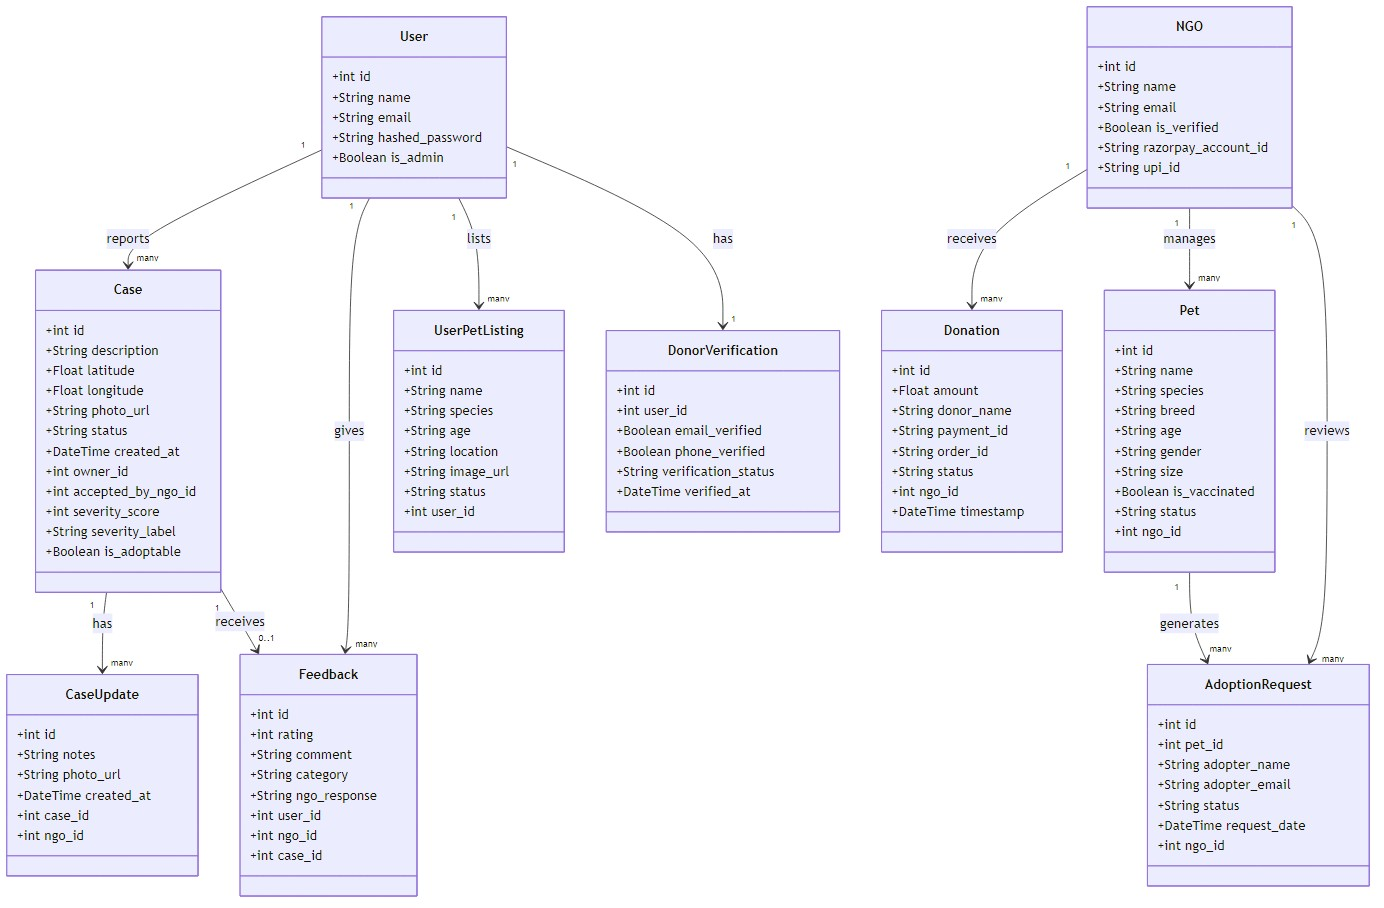 User
+int id
+String name
+String email
+String hashed_password
+Boolean is_admin
NGO
+int id
+String name
+String email
+Boolean is_verified
+String razorpay_account_id
+String upi_id
1
1
1
1
1
1
1
reports
gives
lists
has
receives
manages
reviews
many
many
1
many
many
Case
+int id
+String description
+Float latitude
+Float longitude
+String photo_url
+String status
+DateTime created_at
+int owner_id
+int accepted_by_ngo_id
+int severity_score
+String severity_label
+Boolean is_adoptable
UserPetListing
+int id
+String name
+String species
+String age
+String location
+String image_url
+String status
+int user_id
DonorVerification
+int id
+int user_id
+Boolean email_verified
+Boolean phone_verified
+String verification_status
+DateTime verified_at
Donation
+int id
+Float amount
+String donor_name
+String payment_id
+String order_id
+String status
+int ngo_id
+DateTime timestamp
Pet
+int id
+String name
+String species
+String breed
+String age
+String gender
+String size
+Boolean is_vaccinated
+String status
+int ngo_id
1
1
1
has
receives
generates
many
0..1
many
many
many
CaseUpdate
+int id
+String notes
+String photo_url
+DateTime created_at
+int case_id
+int ngo_id
Feedback
+int id
+int rating
+String comment
+String category
+String ngo_response
+int user_id
+int ngo_id
+int case_id
AdoptionRequest
+int id
+int pet_id
+String adopter_name
+String adopter_email
+String status
+DateTime request_date
+int ngo_id